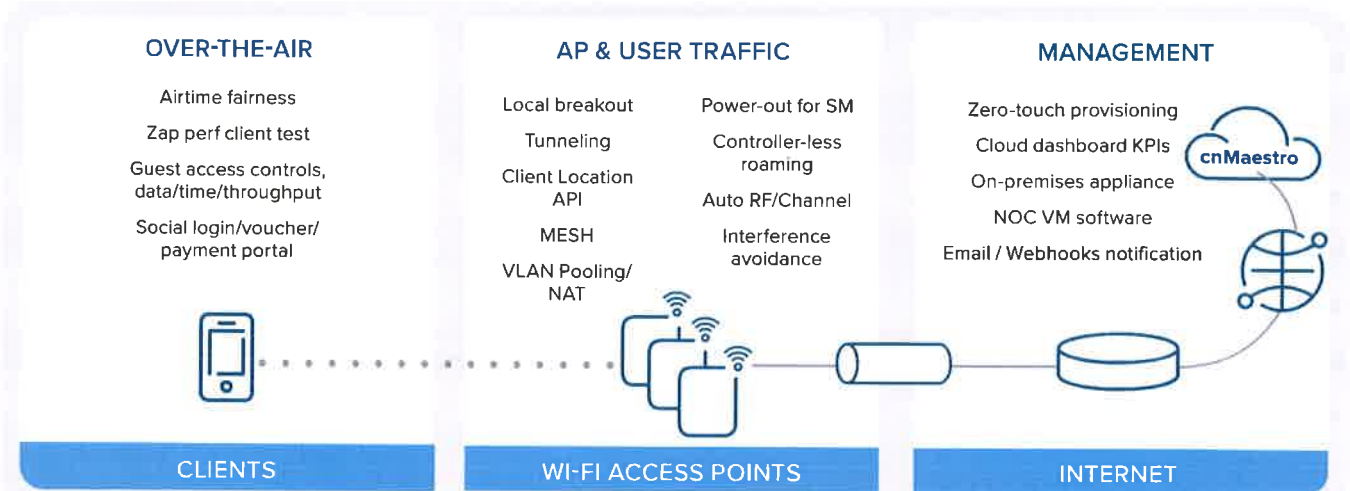 OVER-THE-AIR
Airtime fairness
Zap perf client test
Guest access controls,
data/time/throughput
Social login/voucher/
payment portal
CLIENTS
AP & USER TRAFFIC
Local breakout
Tunneling
Client Location
API
MESH
VLAN Pooling/
NAT
Power-out for SM
Controller-less
roaming
Auto RF/Channel
Interference
avoidance
WI-FI ACCESS POINTS
MANAGEMENT
Zero-touch provisioning
Cloud dashboard KPIs
On-premises appliance
NOC VM software
Email / Webhooks notification
cnMaestro
INTERNET